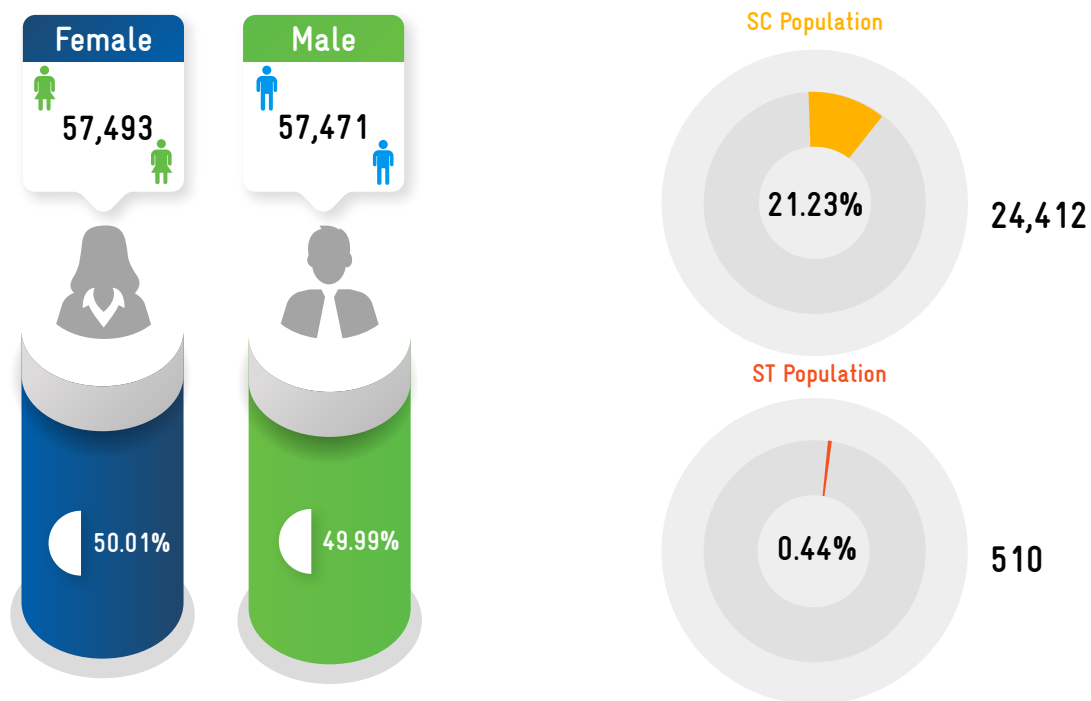 Female
57,493
50.01%
Male
57,471
49.99%
SC Population
21.23%
24,412
ST Population
0.44%
510